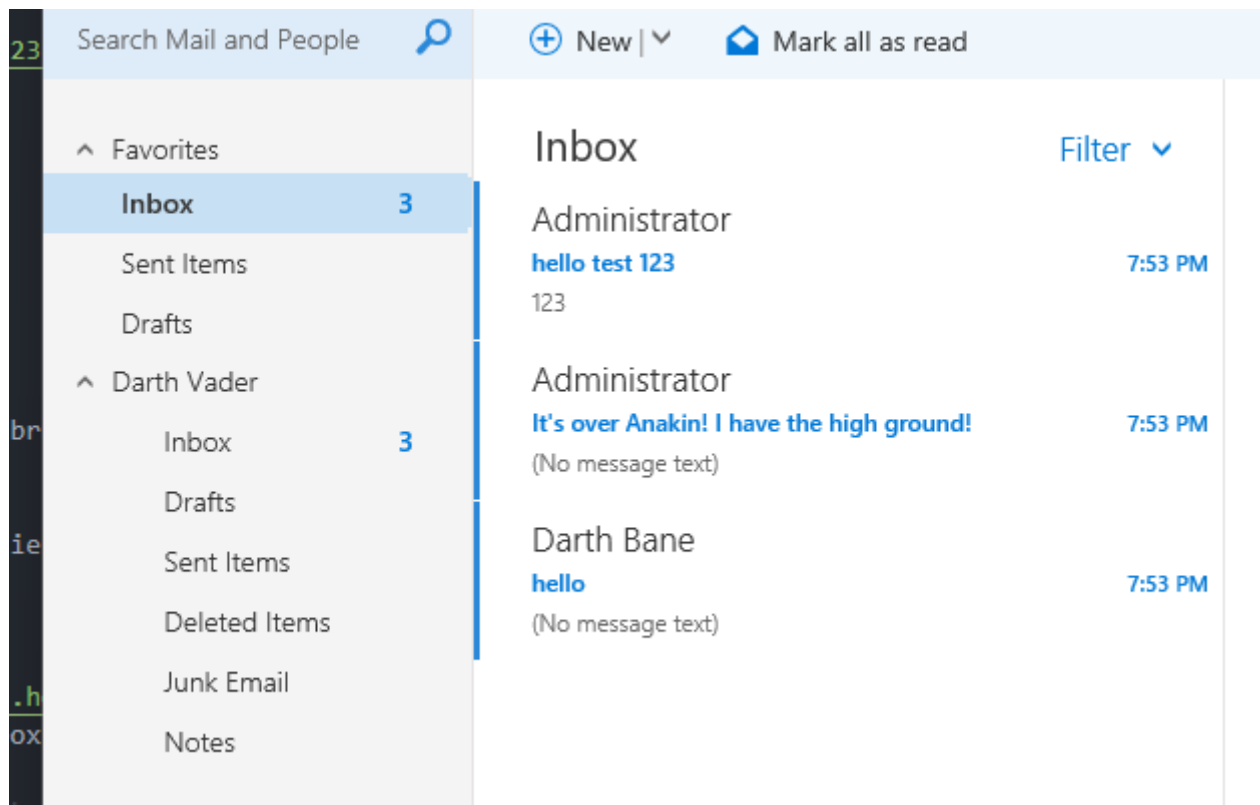 23
Search Mail and People
New
Mark all as read
Favorites
Inbox 3
Sent Items
Drafts
Darth Vader
Inbox 3
Drafts
Sent Items
Deleted Items
Junk Email
Notes
br
ie
.h
ox
Inbox
Filter
Administrator
hello test 123 7:53 PM
123
Administrator
It's over Anakin! I have the high ground! 7:53 PM
(No message text)
Darth Bane
hello 7:53 PM
(No message text)